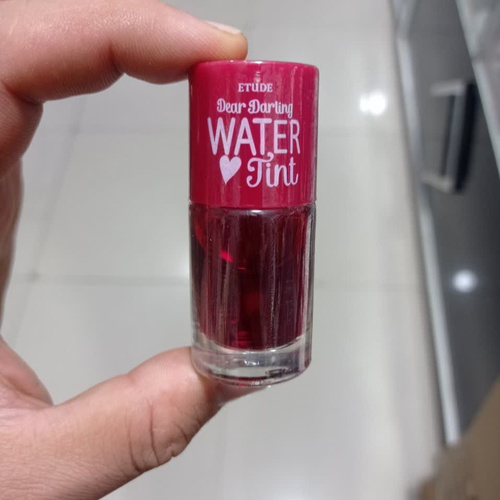 ETUDE
Dear Darling
WATER
Tint